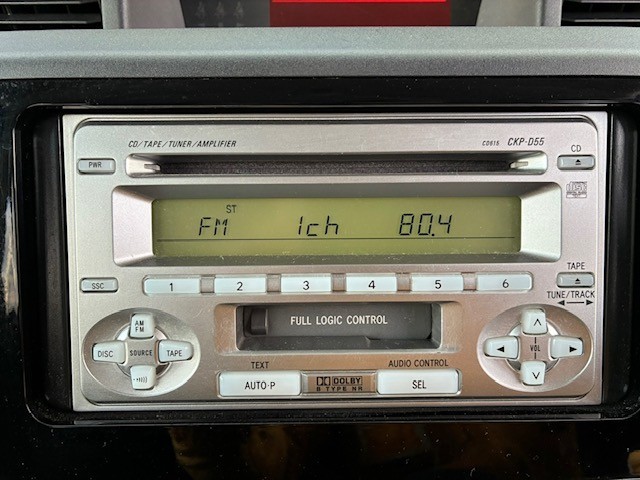 CD/TAPE/TUNER/AMPLIFIER CD615 CKP-D55
PWR
CD
ST
FM 1ch 80.4
SSC
1 2 3 4 5 6
TAPE
TUNE/TRACK
FULL LOGIC CONTROL
AM
FM
DISC SOURCE TAPE
VOL
TEXT
AUTO·P
DOLBY
B TYPE NR
AUDIO CONTROL
SEL